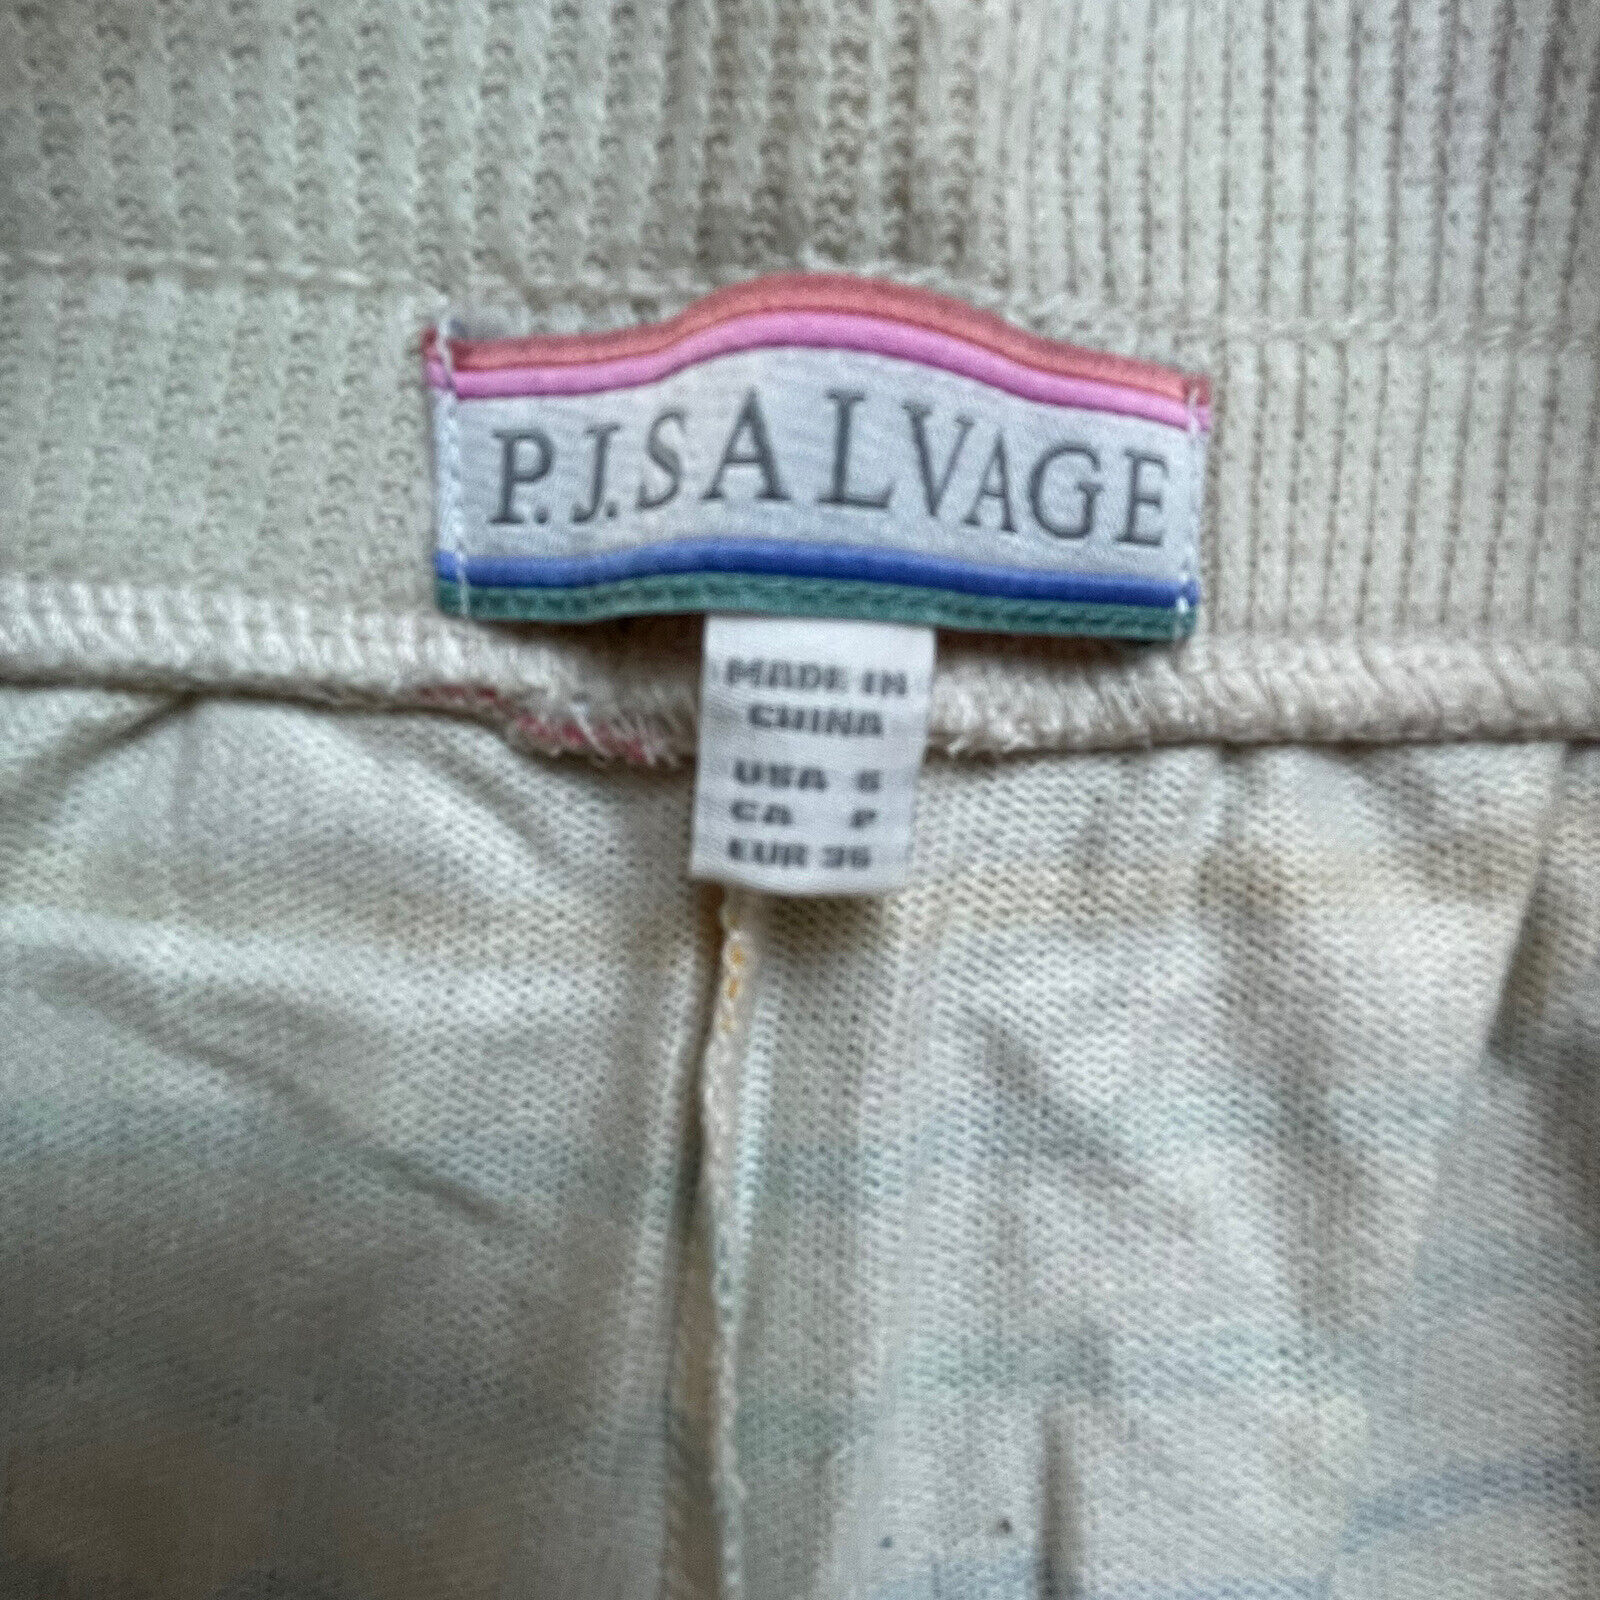 P.J. SALVAGE
MADE IN
CHINA
USA S
CA P
EUR 36